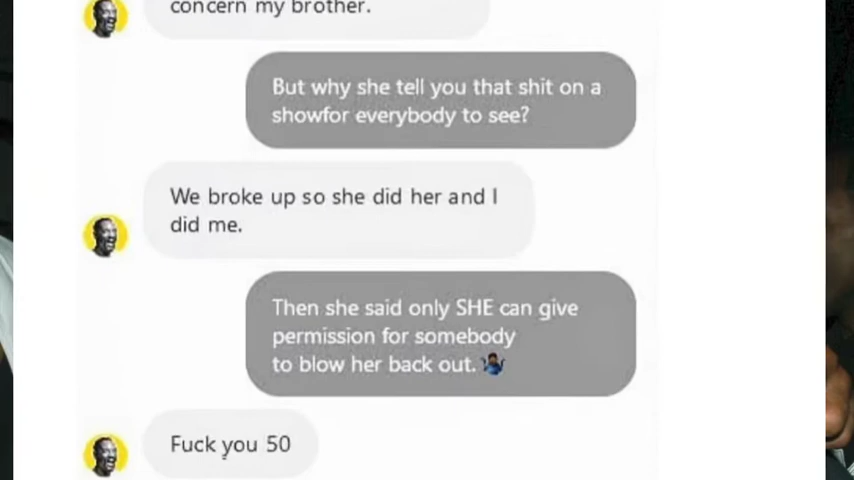 concern my brother.
But why she tell you that shit on a
showfor everybody to see?
We broke up so she did her and I
did me.
Then she said only SHE can give
permission for somebody
to blow her back out.🤷🏿‍♂️
Fuck you 50